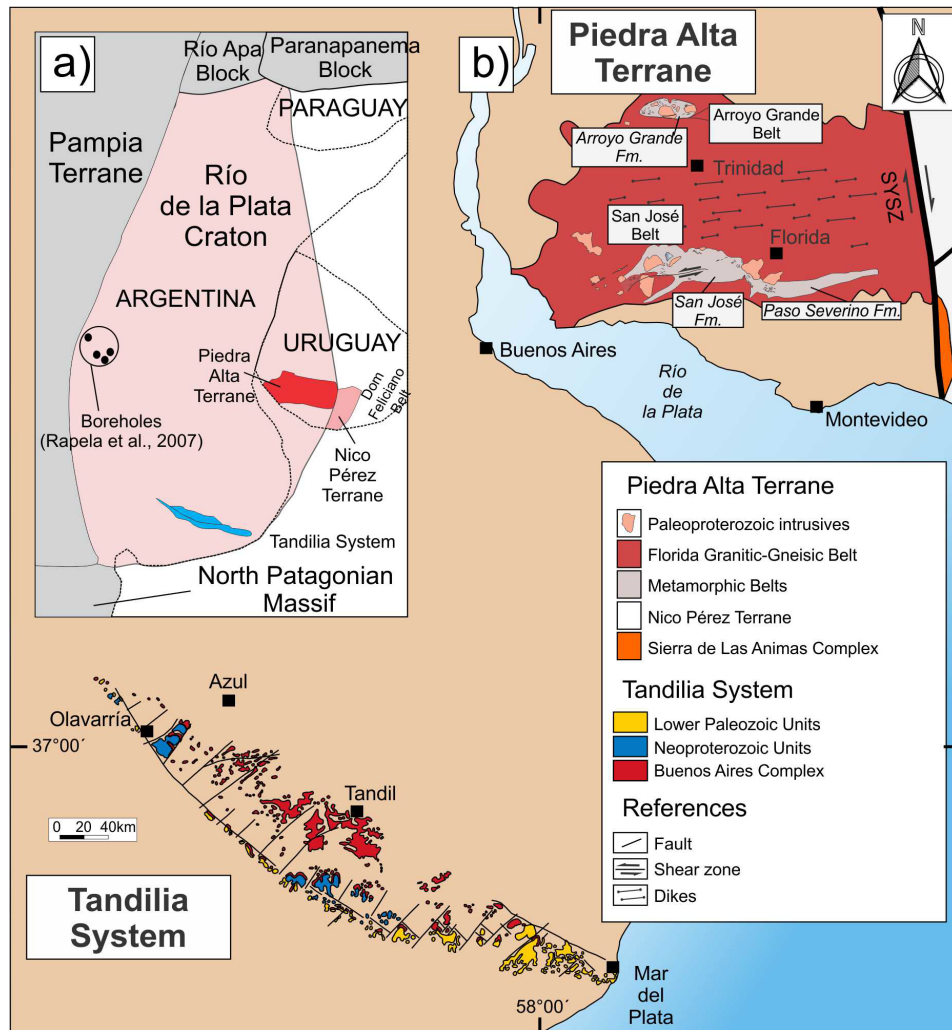 a)
Río Apa
Block
Paranapanema
Block
PARAGUAY
Pampia
Terrane
Río
de la Plata
Craton
ARGENTINA
URUGUAY
Piedra
Alta
Terrane
Dom
Feliciano
Belt
Boreholes
(Rapela et al., 2007)
Nico
Pérez
Terrane
Tandilia System
North Patagonian
Massif
b)
Piedra Alta
Terrane
N
Arroyo Grande
Fm.
Arroyo Grande
Belt
Trinidad
SYSZ
San José
Belt
Florida
San José
Fm.
Paso Severino Fm.
Buenos Aires
Río
de la Plata
Montevideo
Piedra Alta Terrane
Paleoproterozoic intrusives
Florida Granitic-Gneisic Belt
Metamorphic Belts
Nico Pérez Terrane
Sierra de Las Animas Complex
Tandilia System
Lower Paleozoic Units
Neoproterozoic Units
Buenos Aires Complex
References
Fault
Shear zone
Dikes
Azul
Olavarría
37°00´
Tandil
0 20 40km
Tandilia
System
58°00´
Mar
del
Plata